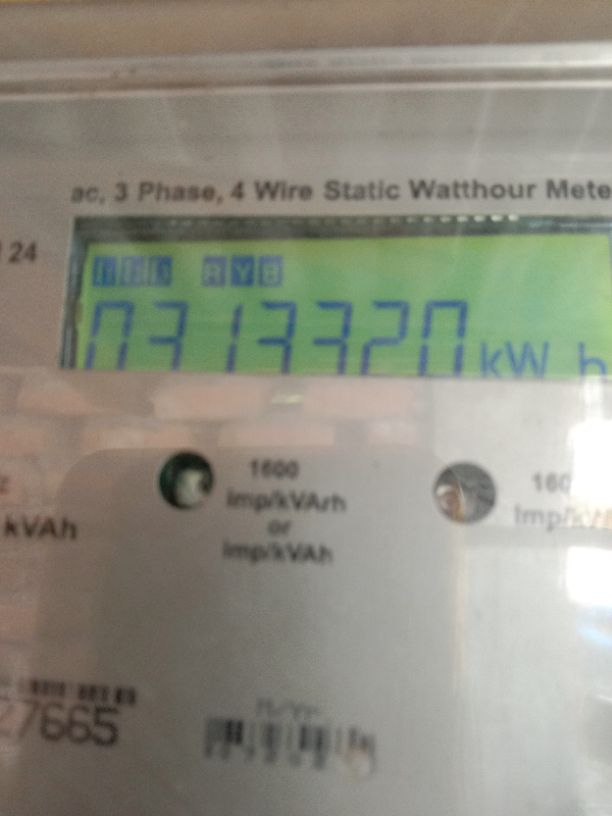 ac, 3 Phase, 4 Wire Static Watthour Mete
24
R Y B
0313320 kW h
1600
imp/kVArh
or
imp/kVAh
160
kVAh
27665